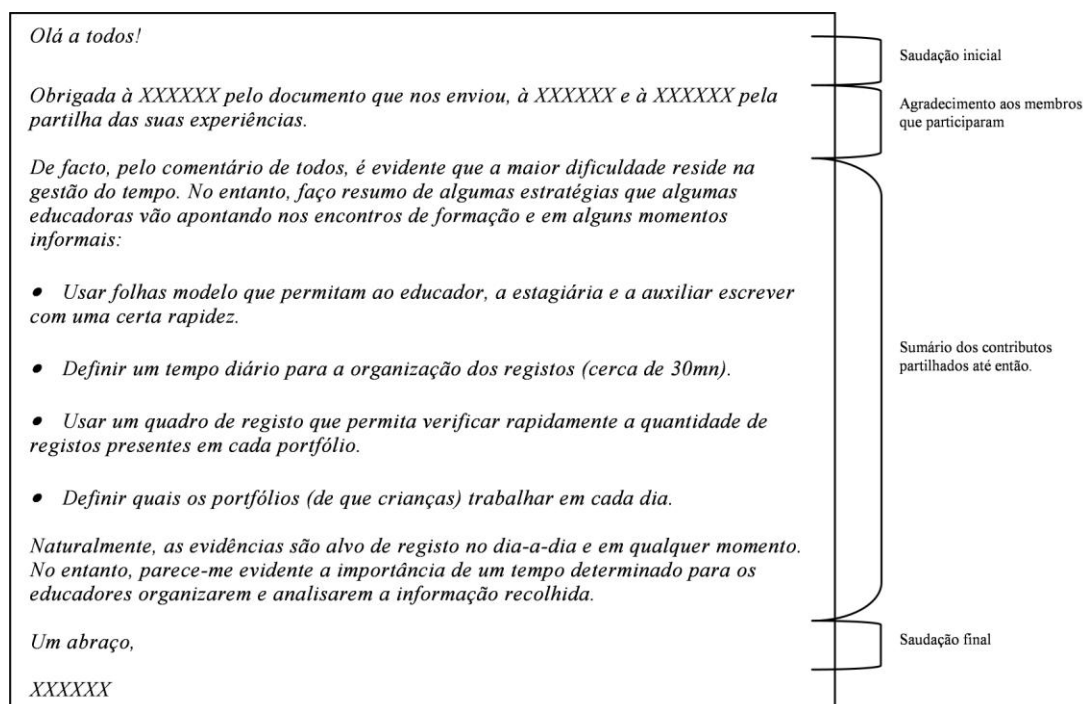 Olá a todos!
Saudação inicial
Obrigada à XXXXXX pelo documento que nos enviou, à XXXXXX e à XXXXXX pela
partilha das suas experiências.
Agradecimento aos membros
que participaram
De facto, pelo comentário de todos, é evidente que a maior dificuldade reside na
gestão do tempo. No entanto, faço resumo de algumas estratégias que algumas
educadoras vão apontando nos encontros de formação e em alguns momentos
informais:
• Usar folhas modelo que permitam ao educador, a estagiária e a auxiliar escrever
com uma certa rapidez.
• Definir um tempo diário para a organização dos registos (cerca de 30mn).
• Usar um quadro de registo que permita verificar rapidamente a quantidade de
registos presentes em cada portfólio.
• Definir quais os portfólios (de que crianças) trabalhar em cada dia.
Naturalmente, as evidências são alvo de registo no dia-a-dia e em qualquer momento.
No entanto, parece-me evidente a importância de um tempo determinado para os
educadores organizarem e analisarem a informação recolhida.
Sumário dos contributos
partilhados até então.
Um abraço,
Saudação final
XXXXXX